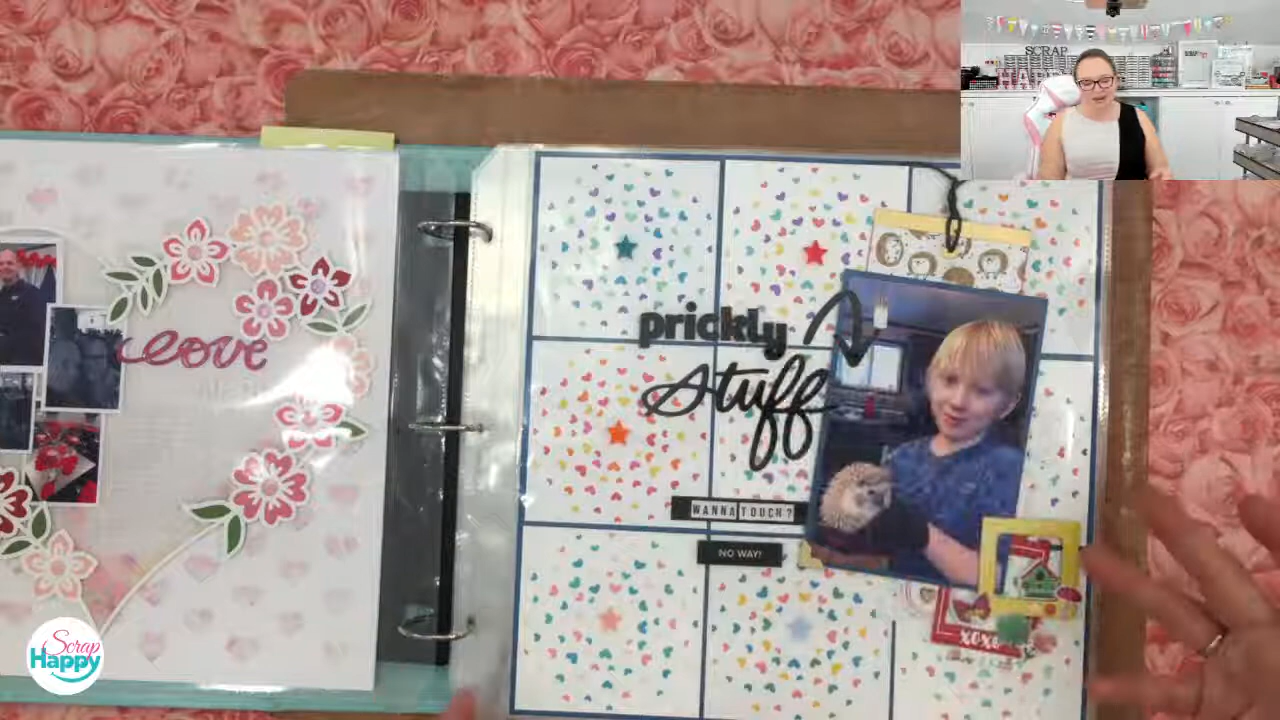 SCRAP
love
prickly
stuff
WANNA TOUCH?
NO WAY!
xoxo
Scrap
Happy